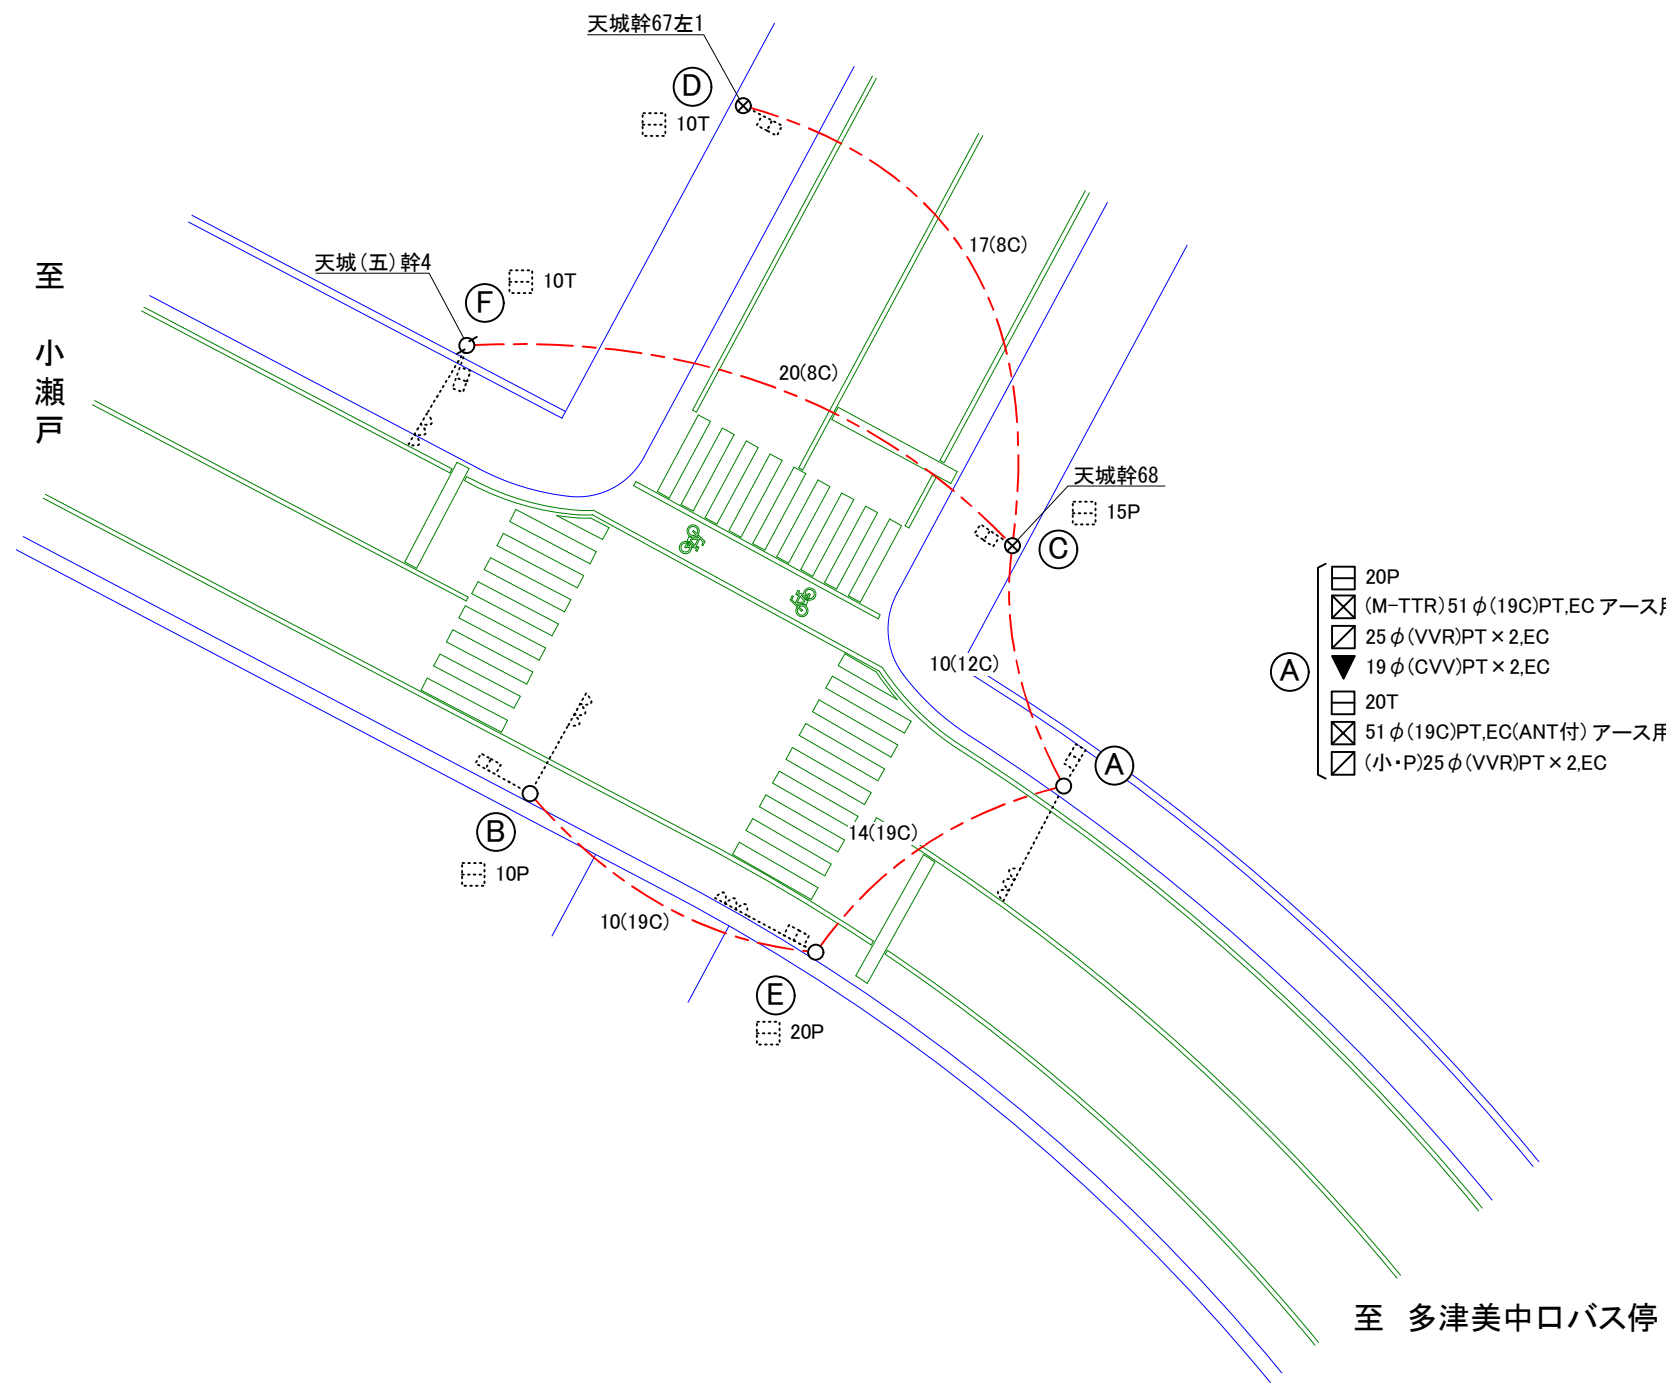 天城幹67左1
D
10T
17(8C)
天城(五)幹4
F
10T
至 小瀬戸
20(8C)
天城幹68
15P
C
10(12C)
A
14(19C)
B
10P
10(19C)
E
20P
A
20P
(M-TTR)51φ(19C)PT,EC アース用
25φ(VVR)PT×2,EC
19φ(CVV)PT×2,EC
20T
51φ(19C)PT,EC(ANT付) アース用
(小・P)25φ(VVR)PT×2,EC
至 多津美中口バス停